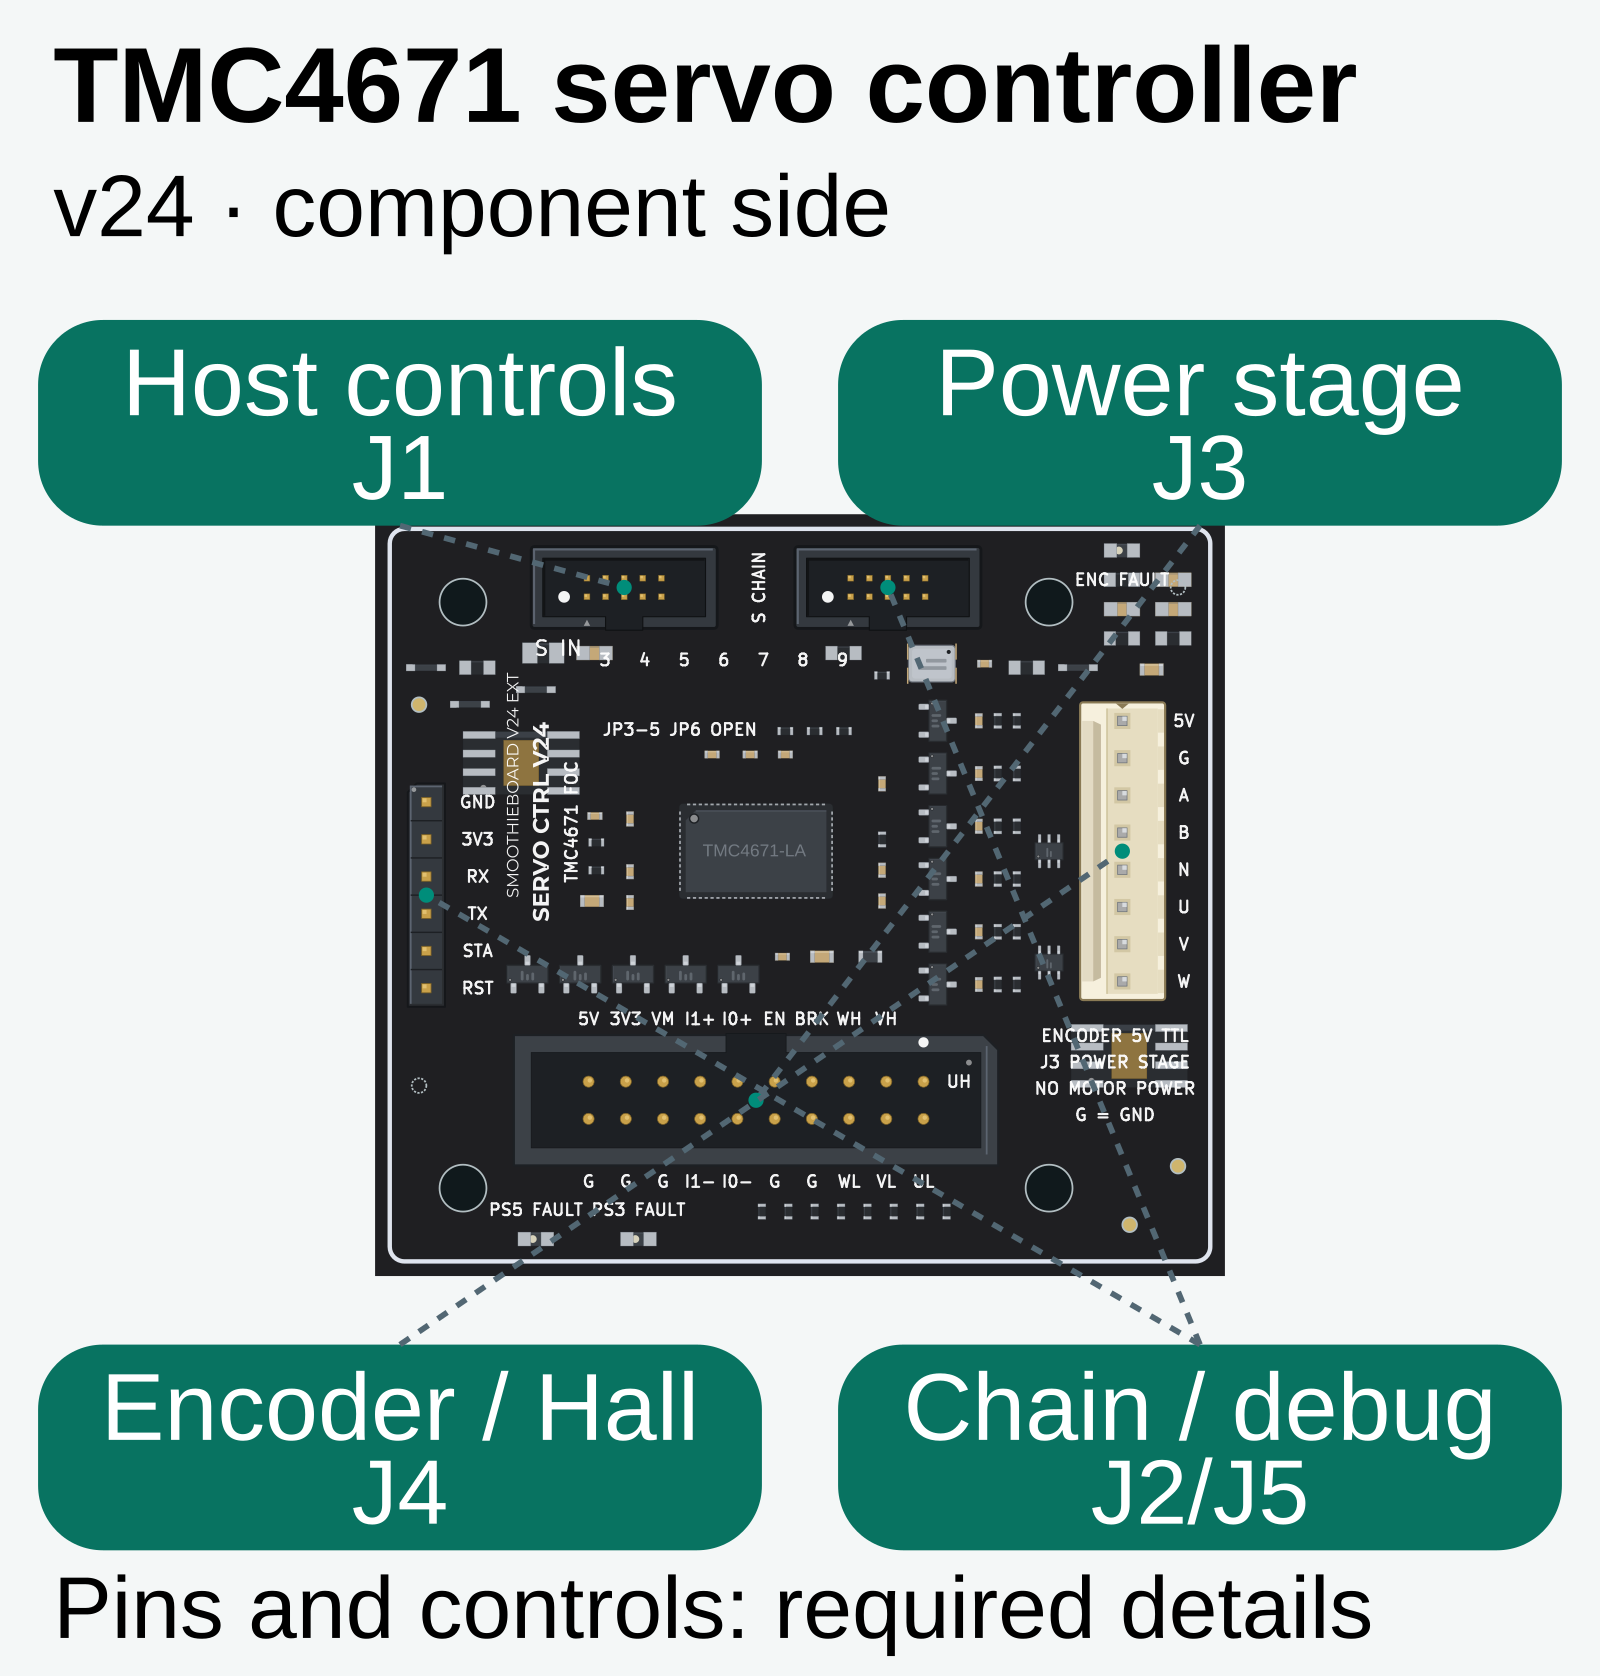 TMC4671 servo controller
v24 · component side
Host controls
J1
Power stage
J3
S CHAIN
ENC FAULT
S IN
3 4 5 6 7 8 9
JP3-5 JP6 OPEN
SMOOTHIEBOARD V24 EXT
SERVO CTRL V24
TMC4671 FOC
TMC4671-LA
GND
3V3
RX
TX
STA
RST
5V
G
A
B
N
U
V
W
5V 3V3 VM I1+ I0+ EN BRK WH VH
UH
ENCODER 5V TTL
J3 POWER STAGE
NO MOTOR POWER
G = GND
G G G I1- I0- G G WL VL UL
PS5 FAULT PS3 FAULT
Encoder / Hall
J4
Chain / debug
J2/J5
Pins and controls: required details